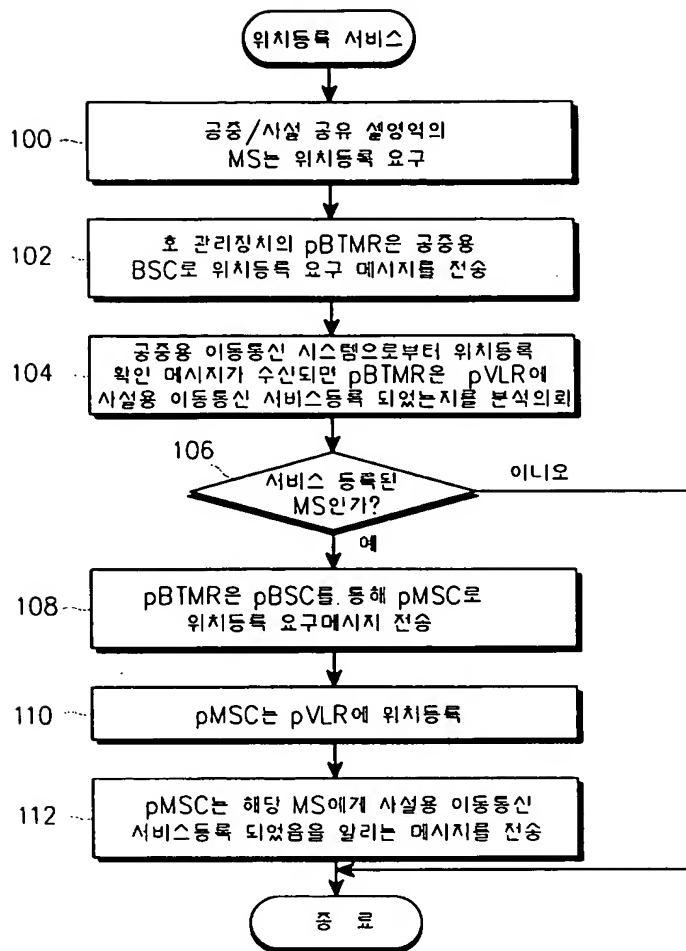 위치등록 서비스
100
공중/사설 공유 셀영역의
MS는 위치등록 요구
102
호 관리장치의 pBTMR은 공중용
BSC로 위치등록 요구 메시지를 전송
104
공중용 이동통신 시스템으로부터 위치등록
확인 메시지가 수신되면 pBTMR은 pVLR에
사설용 이동통신 서비스등록 되었는지를 분석의뢰
106
서비스 등록된
MS인가?
이니오
예
108
pBTMR은 pBSC를 통해 pMSC로
위치등록 요구메시지 전송
110
pMSC는 pVLR에 위치등록
112
pMSC는 해당 MS에게 사설용 이동통신
서비스등록 되었음을 알리는 메시지를 전송
종 료